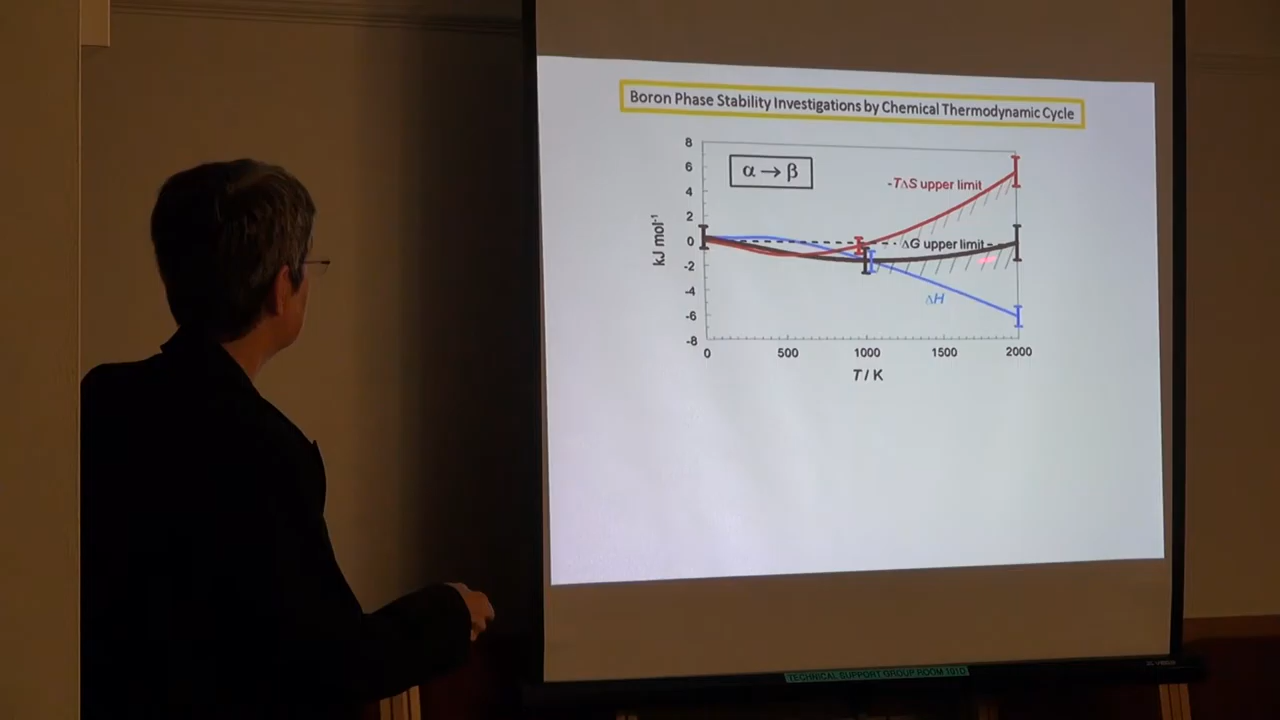 Boron Phase Stability Investigations by Chemical Thermodynamic Cycle
8
6
4
2
0
-2
-4
-6
-8
kJ mol⁻¹
α → β
-TΔS upper limit
ΔG upper limit
ΔH
0 500 1000 1500 2000
T / K
TECHNICAL SUPPORT GROUP ROOM 101D